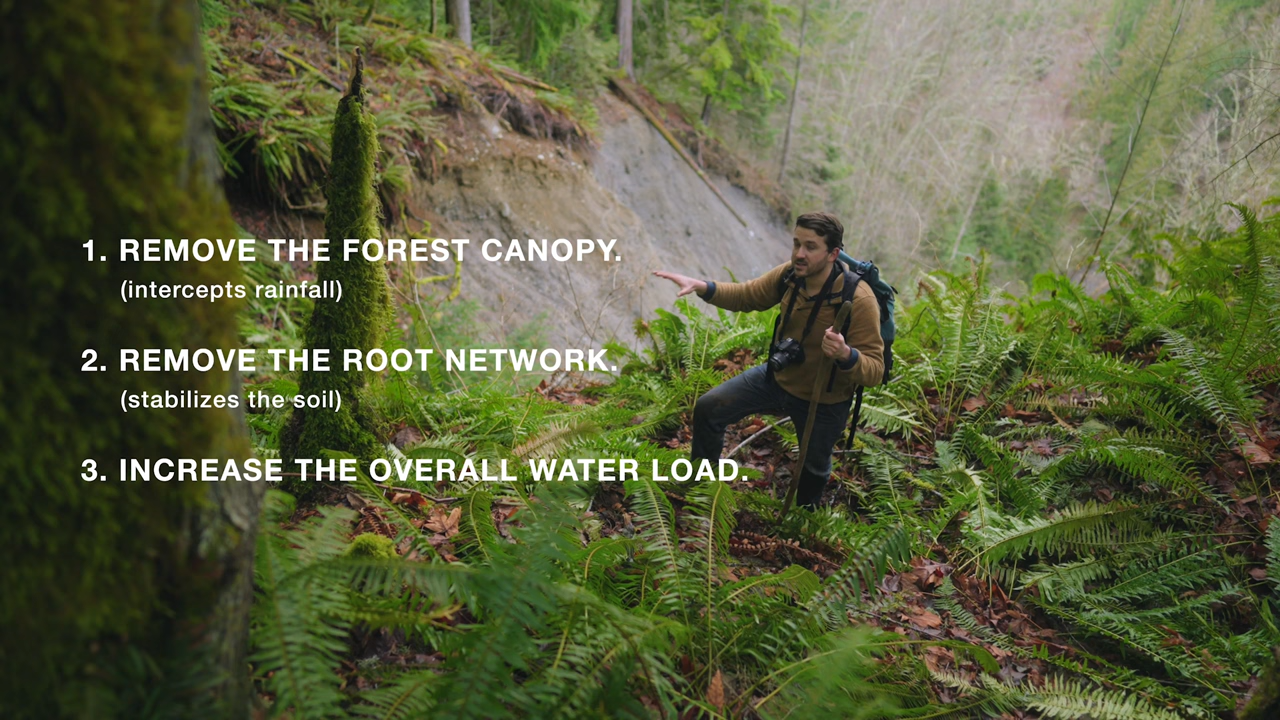 1. REMOVE THE FOREST CANOPY.
(intercepts rainfall)
2. REMOVE THE ROOT NETWORK.
(stabilizes the soil)
3. INCREASE THE OVERALL WATER LOAD.